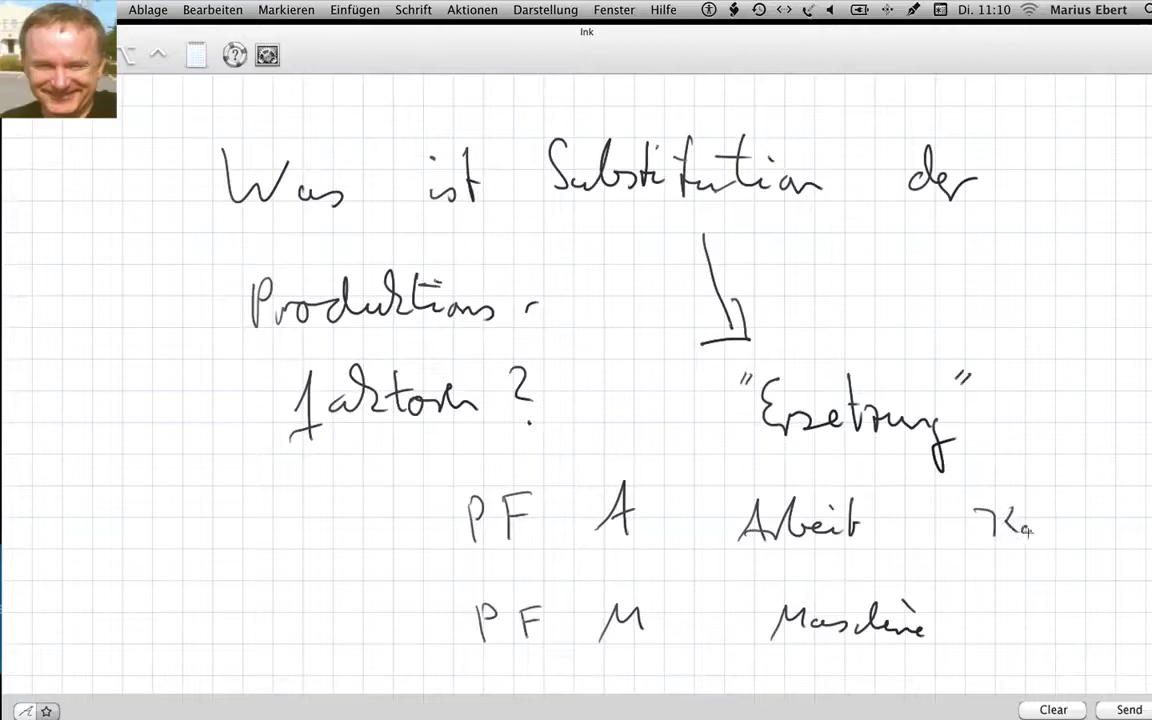 Ablage Bearbeiten Markieren Einfügen Schrift Aktionen Darstellung Fenster Hilfe Di. 11:10 Marius Ebert
Ink
Was ist Substitution der
Produktions-
faktoren?
"Ersetzung"
PF A Arbeit Ka
PF M Maschine
Clear Send